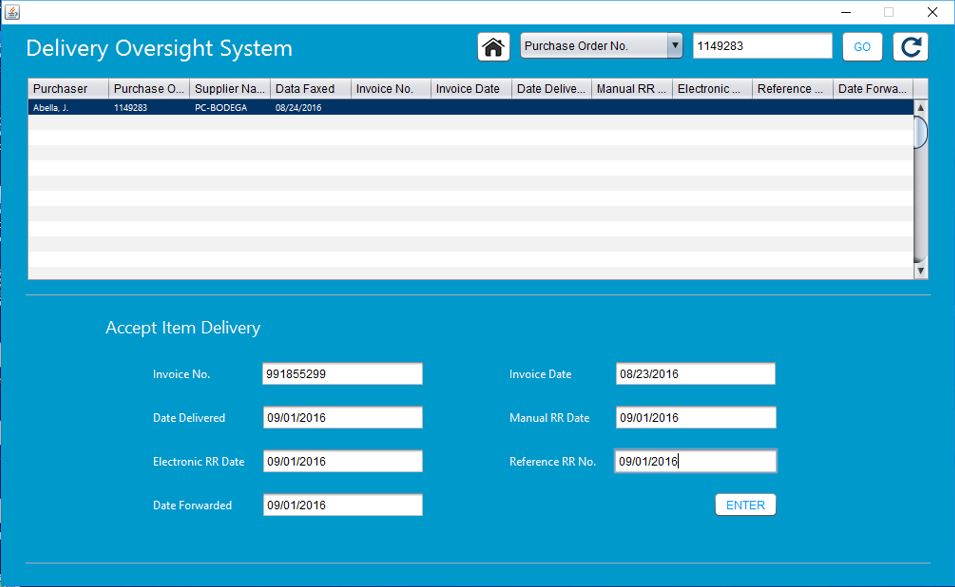 Delivery Oversight System Purchase Order No. 1149283 GO
Purchaser Purchase O... Supplier Na... Data Faxed Invoice No. Invoice Date Date Delive... Manual RR ... Electronic ... Reference ... Date Forwa...
Abella, J. 1149283 PC-BODEGA 08/24/2016
Accept Item Delivery
Invoice No. 991855299 Invoice Date 08/23/2016
Date Delivered 09/01/2016 Manual RR Date 09/01/2016
Electronic RR Date 09/01/2016 Reference RR No. 09/01/2016
Date Forwarded 09/01/2016 ENTER